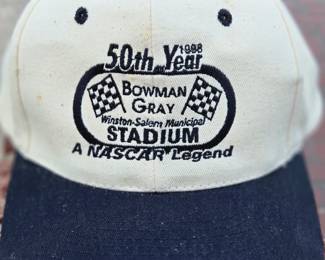 50th Year 1998
BOWMAN
GRAY
Winston-Salem Municipal
STADIUM
A NASCAR Legend